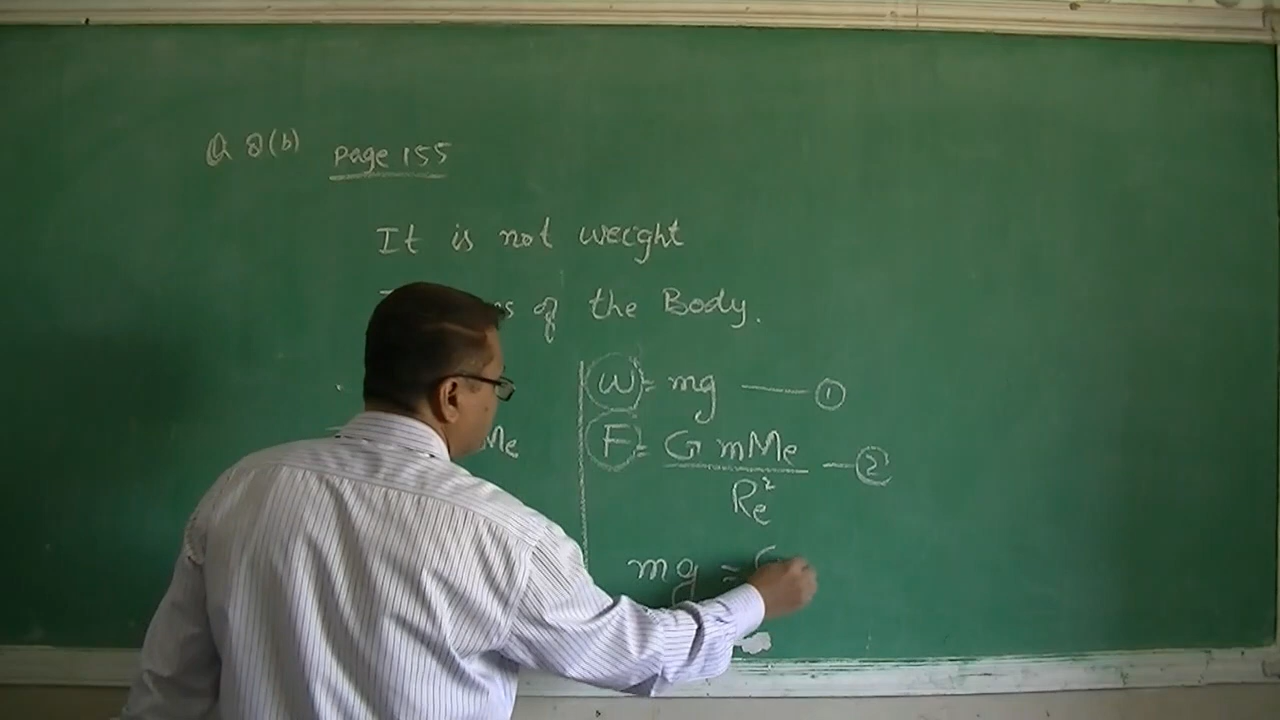 Q 8(b) Page 155
It is not weight
of the Body.
W = mg —— ①
Me
F = G mMe / Re² — ②
mg = G